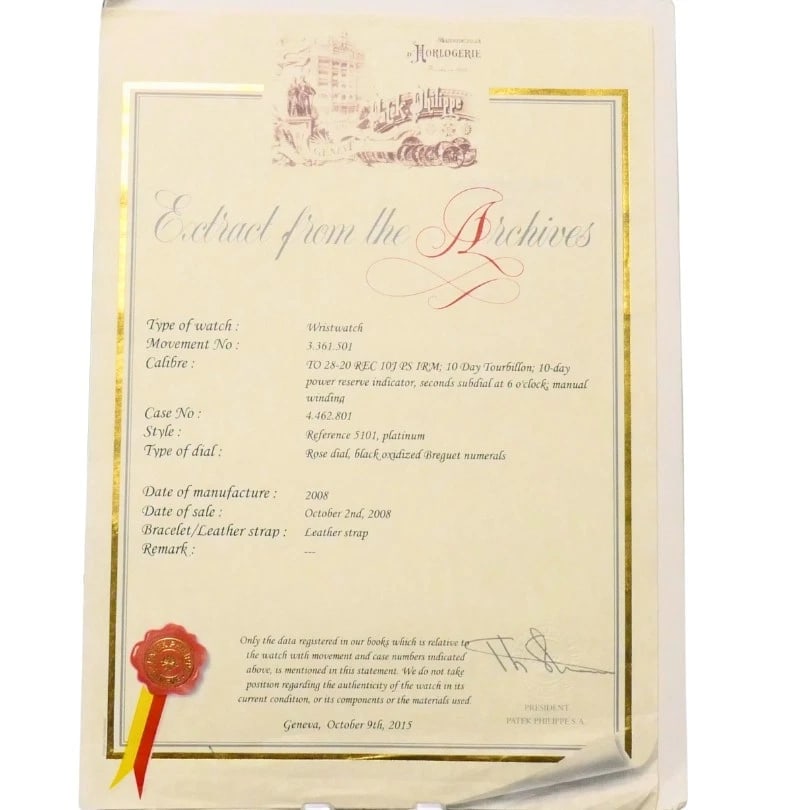 D'HORLOGERIE
Patek Philippe
GENEVE
Extract from the Archives
Type of watch : Wristwatch
Movement No : 3.361.501
Calibre : TO 28-20 REC 10J PS IRM; 10 Day Tourbillon; 10-day
power reserve indicator, seconds subdial at 6 o'clock; manual
winding
Case No : 4.462.801
Style : Reference 5101, platinum
Type of dial : Rose dial, black oxidized Breguet numerals
Date of manufacture : 2008
Date of sale : October 2nd, 2008
Bracelet/Leather strap : Leather strap
Remark : ---
Only the data registered in our books which is relative to
the watch with movement and case numbers indicated
above, is mentioned in this statement. We do not take
position regarding the authenticity of the watch in its
current condition, or its components or the materials used
Geneva, October 9th, 2015
PRESIDENT
PATEK PHILIPPE S.A.